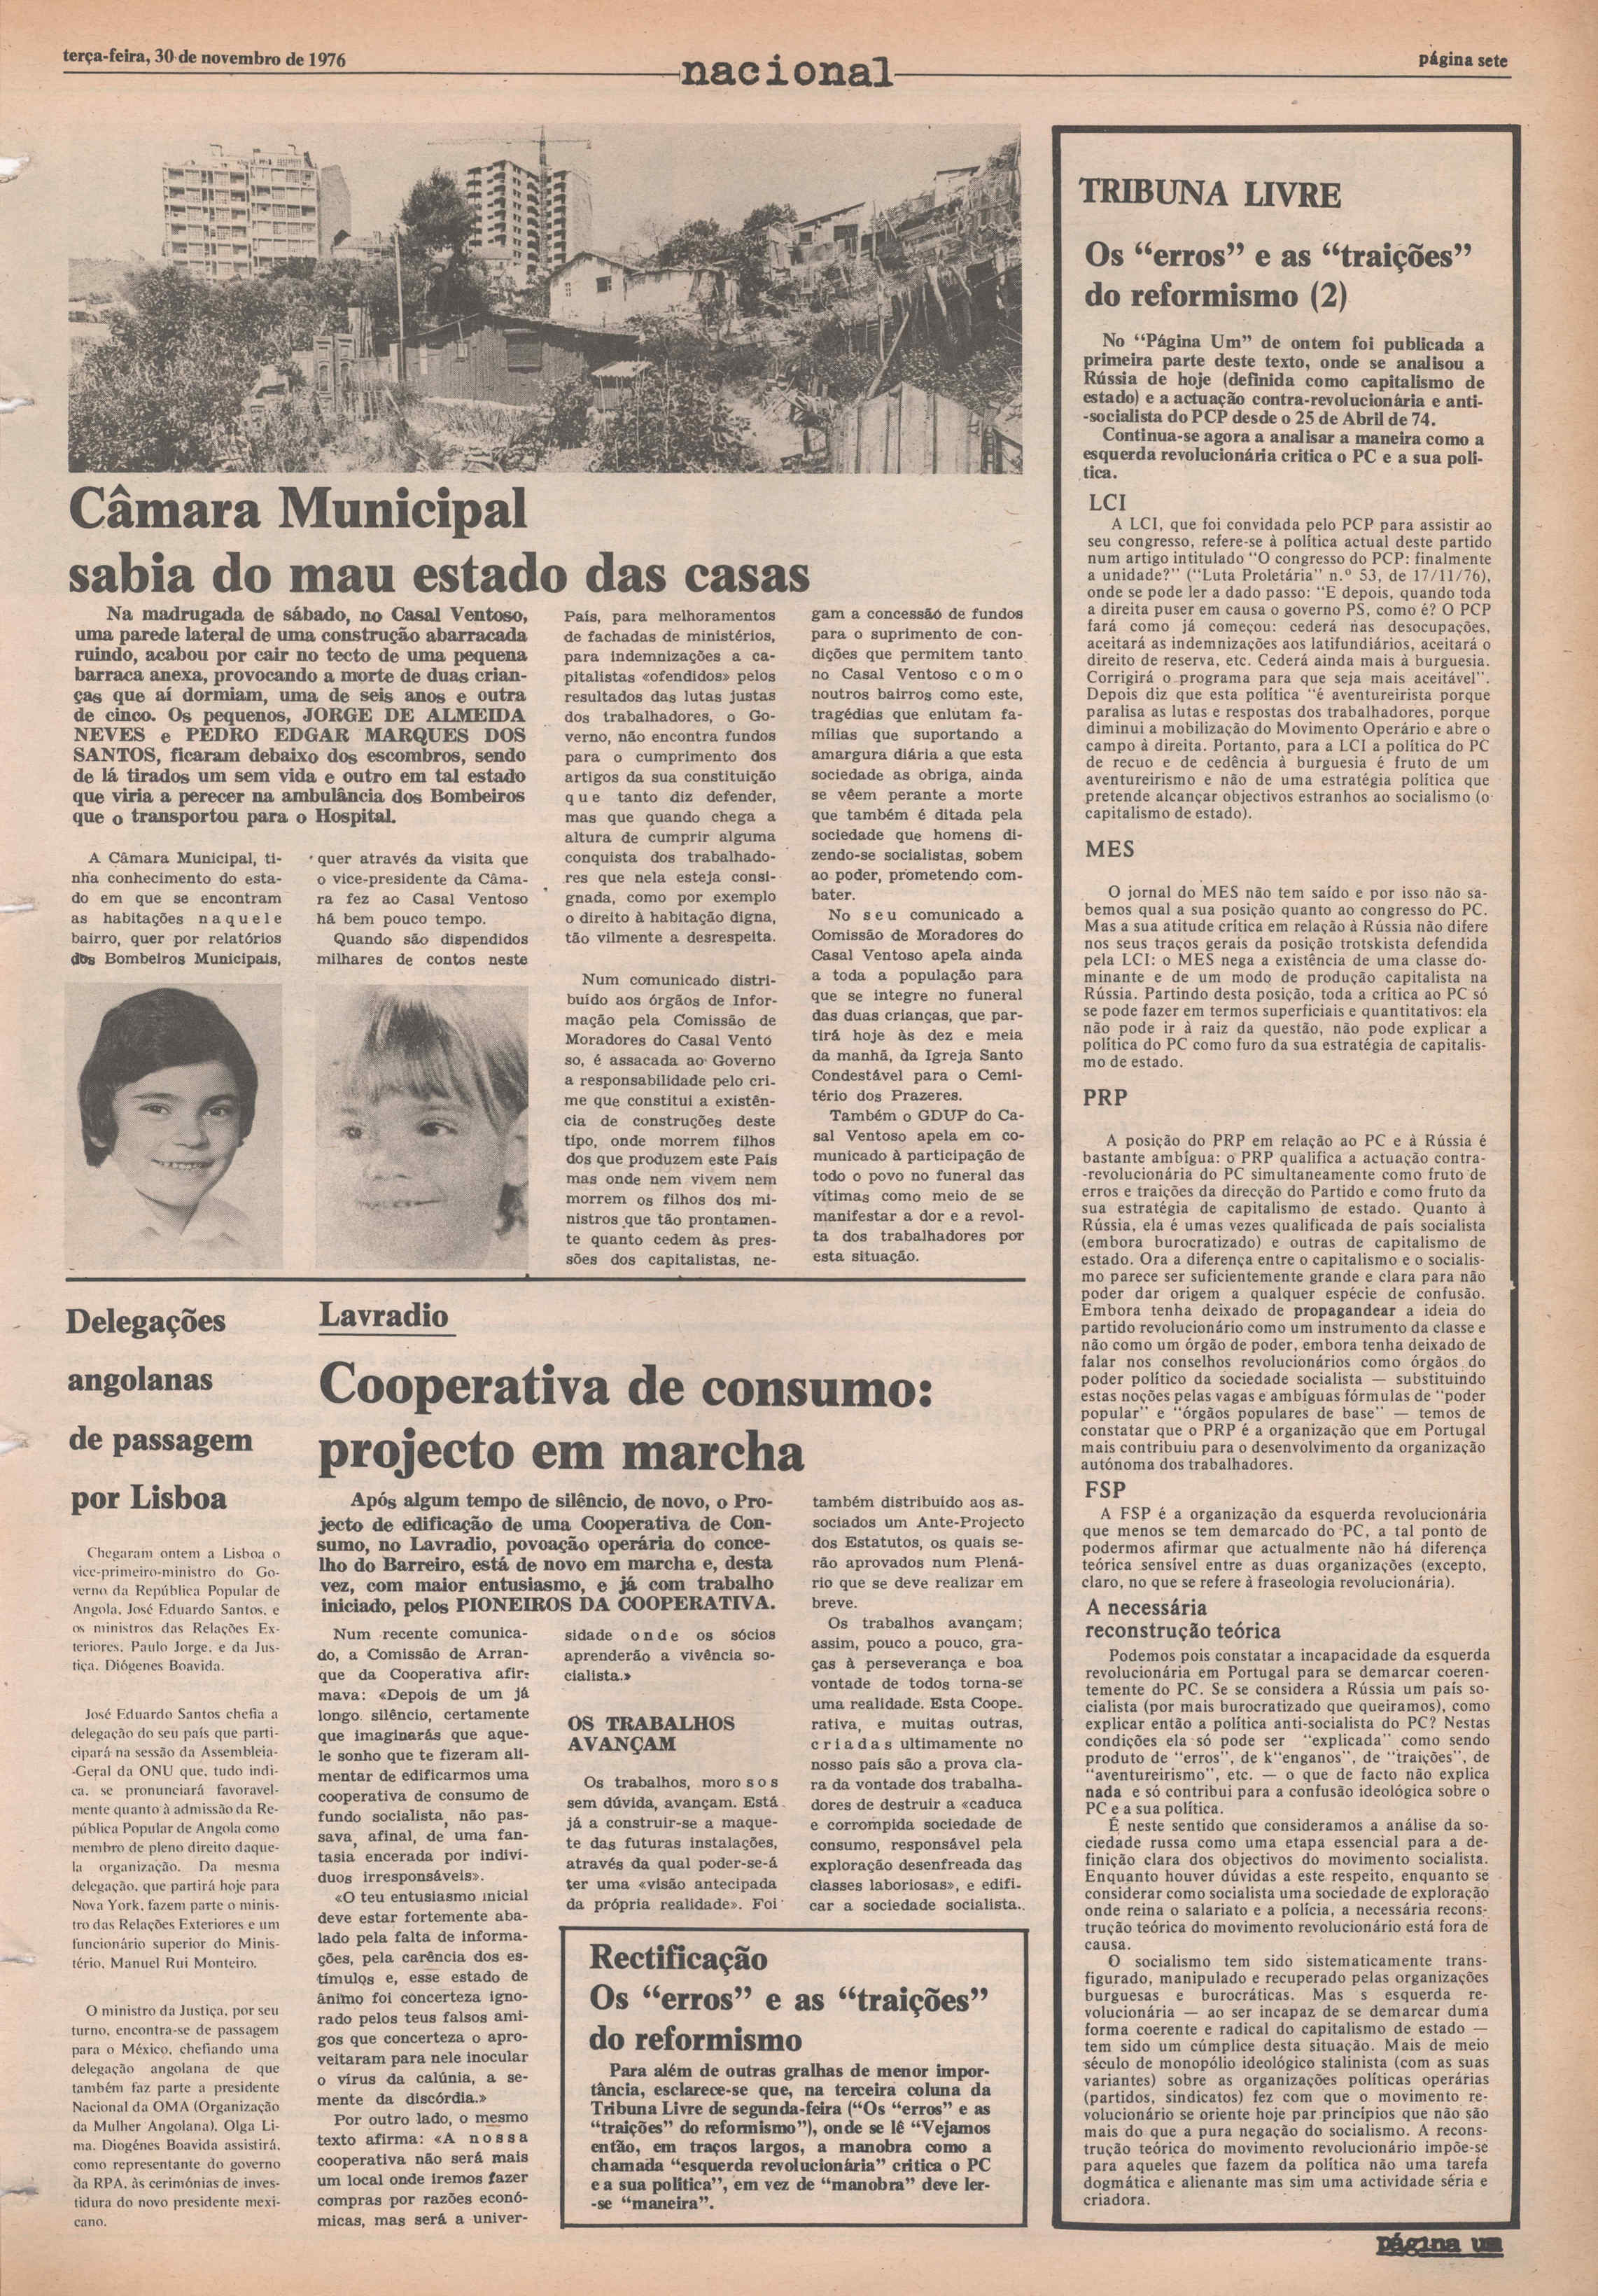 terça-feira, 30 de novembro de 1976
nacional
página sete
Câmara Municipal
sabia do mau estado das casas
Na madrugada de sábado, no Casal Ventoso,
uma parede lateral de uma construção abarracada
ruindo, acabou por cair no tecto de uma pequena
barraca anexa, provocando a morte de duas crian-
ças que aí dormiam, uma de seis anos e outra
de cinco. Os pequenos, JORGE DE ALMEIDA
NEVES e PEDRO EDGAR MARQUES DOS
SANTOS, ficaram debaixo dos escombros, sendo
de lá tirados um sem vida e outro em tal estado
que viria a perecer na ambulância dos Bombeiros
que o transportou para o Hospital.
A Câmara Municipal, ti-
nha conhecimento do esta-
do em que se encontram
as habitações naquele
bairro, quer por relatórios
dos Bombeiros Municipais,
quer através da visita que
o vice-presidente da Câma-
ra fez ao Casal Ventoso
há bem pouco tempo.
Quando são dispendidos
milhares de contos neste
País, para melhoramentos
de fachadas de ministérios,
para indemnizações a ca-
pitalistas «ofendidos» pelos
resultados das lutas justas
dos trabalhadores, o Go-
verno, não encontra fundos
para o cumprimento dos
artigos da sua constituição
que tanto diz defender,
mas que quando chega a
altura de cumprir alguma
conquista dos trabalhado-
res que nela esteja consi-
gnada, como por exemplo
o direito à habitação digna,
tão vilmente a desrespeita.
Num comunicado distri-
buído aos órgãos de Infor-
mação pela Comissão de
Moradores do Casal Vento
so, é assacada ao Governo
a responsabilidade pelo cri-
me que constitui a existên-
cia de construções deste
tipo, onde morrem filhos
dos que produzem este País
mas onde nem vivem nem
morrem os filhos dos mi-
nistros que tão prontamen-
te quanto cedem às pres-
sões dos capitalistas, ne-
gam a concessão de fundos
para o suprimento de con-
dições que permitem tanto
no Casal Ventoso como
noutros bairros como este,
tragédias que enlutam fa-
mílias que suportando a
amargura diária a que esta
sociedade as obriga, ainda
se vêem perante a morte
que também é ditada pela
sociedade que homens di-
zendo-se socialistas, sobem
ao poder, prometendo com-
bater.
No seu comunicado a
Comissão de Moradores do
Casal Ventoso apela ainda
a toda a população para
que se integre no funeral
das duas crianças, que par-
tirá hoje às dez e meia
da manhã, da Igreja Santo
Condestável para o Cemi-
tério dos Prazeres.
Também o GDUP do Ca-
sal Ventoso apela em co-
municado à participação de
todo o povo no funeral das
vítimas como meio de se
manifestar a dor e a revol-
ta dos trabalhadores por
esta situação.
Delegações
angolanas
de passagem
por Lisboa
Chegaram ontem a Lisboa o
vice-primeiro-ministro do Go-
verno da República Popular de
Angola, José Eduardo Santos, e
os ministros das Relações Ex-
teriores, Paulo Jorge, e da Jus-
tiça, Diógenes Boavida.
José Eduardo Santos chefia a
delegação do seu país que parti-
cipará na sessão da Assembleia-
-Geral da ONU que, tudo indi-
ca, se pronunciará favoravel-
mente quanto à admissão da Re-
pública Popular de Angola como
membro de pleno direito daque-
la organização. Da mesma
delegação, que partirá hoje para
Nova York, fazem parte o minis-
tro das Relações Exteriores e um
funcionário superior do Minis-
tério, Manuel Rui Monteiro.
O ministro da Justiça, por seu
turno, encontra-se de passagem
para o México, chefiando uma
delegação angolana de que
também faz parte a presidente
Nacional da OMA (Organização
da Mulher Angolana), Olga Li-
ma. Diogénes Boavida assistirá,
como representante do governo
da RPA, às cerimónias de inves-
tidura do novo presidente mexi-
cano.
Lavradio
Cooperativa de consumo:
projecto em marcha
Após algum tempo de silêncio, de novo, o Pro-
jecto de edificação de uma Cooperativa de Con-
sumo, no Lavradio, povoação operária do conce-
lho do Barreiro, está de novo em marcha e, desta
vez, com maior entusiasmo, e já com trabalho
iniciado, pelos PIONEIROS DA COOPERATIVA.
Num recente comunica-
do, a Comissão de Arran-
que da Cooperativa afir-
mava: «Depois de um já
longo silêncio, certamente
que imaginarás que aque-
le sonho que te fizeram ali-
mentar de edificarmos uma
cooperativa de consumo de
fundo socialista, não pas-
sava, afinal, de uma fan-
tasia encerada por indiví-
duos irresponsáveis».
«O teu entusiasmo inicial
deve estar fortemente aba-
lado pela falta de informa-
ções, pela carência dos es-
tímulos e, esse estado de
ânimo foi concerteza igno-
rado pelos teus falsos ami-
gos que concerteza o apro-
veitaram para nele inocular
o vírus da calúnia, a se-
mente da discórdia.»
Por outro lado, o mesmo
texto afirma: «A nossa
cooperativa não será mais
um local onde iremos fazer
compras por razões econó-
micas, mas será a univer-
sidade onde os sócios
aprenderão a vivência so-
cialista.»
OS TRABALHOS
AVANÇAM
Os trabalhos, morosos
sem dúvida, avançam. Está
já a construir-se a maque-
te das futuras instalações,
através da qual poder-se-á
ter uma «visão antecipada
da própria realidade». Foi
também distribuído aos as-
sociados um Ante-Projecto
dos Estatutos, os quais se-
rão aprovados num Plená-
rio que se deve realizar em
breve.
Os trabalhos avançam;
assim, pouco a pouco, gra-
ças à perseverança e boa
vontade de todos torna-se
uma realidade. Esta Coope-
rativa, e muitas outras,
criadas ultimamente no
nosso país são a prova cla-
ra da vontade dos trabalha-
dores de destruir a «caduca
e corrompida sociedade de
consumo, responsável pela
exploração desenfreada das
classes laboriosas», e edifi-
car a sociedade socialista..
Rectificação
Os “erros” e as “traições”
do reformismo
Para além de outras gralhas de menor impor-
tância, esclarece-se que, na terceira coluna da
Tribuna Livre de segunda-feira (“Os “erros” e as
“traições” do reformismo”), onde se lê “Vejamos
então, em traços largos, a manobra como a
chamada “esquerda revolucionária” critica o PC
e a sua política”, em vez de “manobra” deve ler-
-se “maneira”.
TRIBUNA LIVRE
Os “erros” e as “traições”
do reformismo (2)
No “Página Um” de ontem foi publicada a
primeira parte deste texto, onde se analisou a
Rússia de hoje (definida como capitalismo de
estado) e a actuação contra-revolucionária e anti-
-socialista do PCP desde o 25 de Abril de 74.
Continua-se agora a analisar a maneira como a
esquerda revolucionária critica o PC e a sua polí-
tica.
LCI
A LCI, que foi convidada pelo PCP para assistir ao
seu congresso, refere-se à política actual deste partido
num artigo intitulado “O congresso do PCP: finalmente
a unidade?” (“Luta Proletária” n.º 53, de 17/11/76),
onde se pode ler a dado passo: “E depois, quando toda
a direita puser em causa o governo PS, como é? O PCP
fará como já começou: cederá nas desocupações,
aceitará as indemnizações aos latifundiários, aceitará o
direito de reserva, etc. Cederá ainda mais à burguesia.
Corrigirá o programa para que seja mais aceitável”.
Depois diz que esta política “é aventureirista porque
paralisa as lutas e respostas dos trabalhadores, porque
diminui a mobilização do Movimento Operário e abre o
campo à direita. Portanto, para a LCI a política do PC
de recuo e de cedência à burguesia é fruto de um
aventureirismo e não de uma estratégia política que
pretende alcançar objectivos estranhos ao socialismo (o
capitalismo de estado).
MES
O jornal do MES não tem saído e por isso não sa-
bemos qual a sua posição quanto ao congresso do PC.
Mas a sua atitude crítica em relação à Rússia não difere
nos seus traços gerais da posição trotskista defendida
pela LCI: o MES nega a existência de uma classe do-
minante e de um modo de produção capitalista na
Rússia. Partindo desta posição, toda a crítica ao PC só
se pode fazer em termos superficiais e quantitativos: ela
não pode ir à raiz da questão, não pode explicar a
política do PC como furo da sua estratégia de capitalis-
mo de estado.
PRP
A posição do PRP em relação ao PC e à Rússia é
bastante ambígua: o PRP qualifica a actuação contra-
-revolucionária do PC simultaneamente como fruto de
erros e traições da direcção do Partido e como fruto da
sua estratégia de capitalismo de estado. Quanto à
Rússia, ela é umas vezes qualificada de país socialista
(embora burocratizado) e outras de capitalismo de
estado. Ora a diferença entre o capitalismo e o socialis-
mo parece ser suficientemente grande e clara para não
poder dar origem a qualquer espécie de confusão.
Embora tenha deixado de propagandear a ideia do
partido revolucionário como um instrumento da classe e
não como um órgão de poder, embora tenha deixado de
falar nos conselhos revolucionários como órgãos do
poder político da sociedade socialista — substituindo
estas noções pelas vagas e ambíguas fórmulas de “poder
popular” e “órgãos populares de base” — temos de
constatar que o PRP é a organização que em Portugal
mais contribuiu para o desenvolvimento da organização
autónoma dos trabalhadores.
FSP
A FSP é a organização da esquerda revolucionária
que menos se tem demarcado do PC, a tal ponto de
podermos afirmar que actualmente não há diferença
teórica sensível entre as duas organizações (excepto,
claro, no que se refere à fraseologia revolucionária).
A necessária
reconstrução teórica
Podemos pois constatar a incapacidade da esquerda
revolucionária em Portugal para se demarcar coeren-
temente do PC. Se se considera a Rússia um país so-
cialista (por mais burocratizado que queiramos), como
explicar então a política anti-socialista do PC? Nestas
condições ela só pode ser “explicada” como sendo
produto de “erros”, de k“enganos”, de “traições”, de
“aventureirismo”, etc. — o que de facto não explica
nada e só contribui para a confusão ideológica sobre o
PC e a sua política.
É neste sentido que consideramos a análise da so-
ciedade russa como uma etapa essencial para a de-
finição clara dos objectivos do movimento socialista.
Enquanto houver dúvidas a este respeito, enquanto se
considerar como socialista uma sociedade de exploração
onde reina o salariato e a polícia, a necessária recons-
trução teórica do movimento revolucionário está fora de
causa.
O socialismo tem sido sistematicamente trans-
figurado, manipulado e recuperado pelas organizações
burguesas e burocráticas. Mas s esquerda re-
volucionária — ao ser incapaz de se demarcar duma
forma coerente e radical do capitalismo de estado —
tem sido um cúmplice desta situação. Mais de meio
século de monopólio ideológico stalinista (com as suas
variantes) sobre as organizações políticas operárias
(partidos, sindicatos) fez com que o movimento re-
volucionário se oriente hoje par princípios que não são
mais do que a pura negação do socialismo. A recons-
trução teórica do movimento revolucionário impõe-se
para aqueles que fazem da política não uma tarefa
dogmática e alienante mas sim uma actividade séria e
criadora.
página um